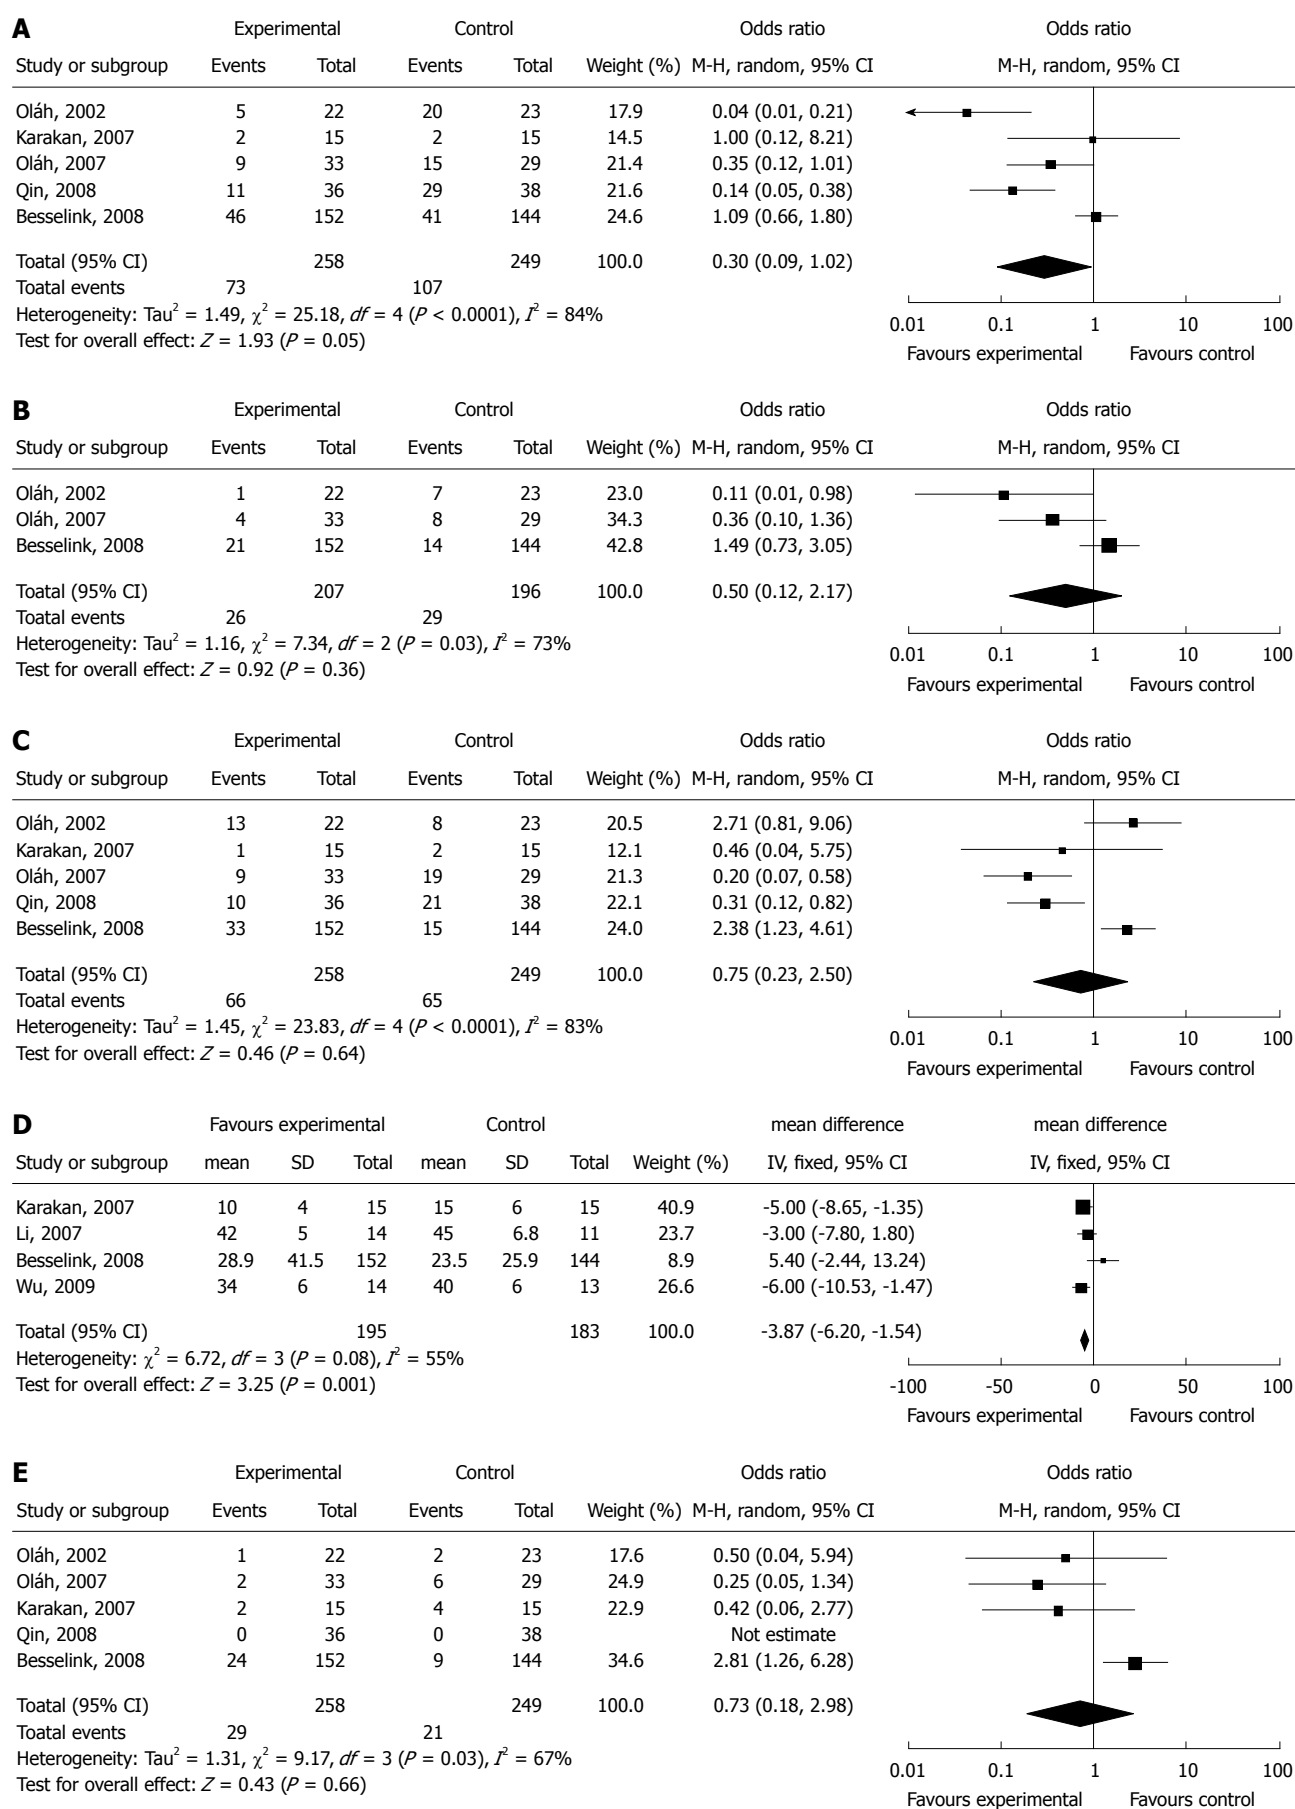 A Experimental Control Odds ratio Odds ratio
Study or subgroup Events Total Events Total Weight (%) M-H, random, 95% CI M-H, random, 95% CI
Oláh, 2002 5 22 20 23 17.9 0.04 (0.01, 0.21)
Karakan, 2007 2 15 2 15 14.5 1.00 (0.12, 8.21)
Oláh, 2007 9 33 15 29 21.4 0.35 (0.12, 1.01)
Qin, 2008 11 36 29 38 21.6 0.14 (0.05, 0.38)
Besselink, 2008 46 152 41 144 24.6 1.09 (0.66, 1.80)
Toatal (95% CI) 258 249 100.0 0.30 (0.09, 1.02)
Toatal events 73 107
Heterogeneity: Tau² = 1.49, χ² = 25.18, df = 4 (P < 0.0001), I² = 84%
Test for overall effect: Z = 1.93 (P = 0.05)
0.01 0.1 1 10 100
Favours experimental Favours control
B Experimental Control Odds ratio Odds ratio
Study or subgroup Events Total Events Total Weight (%) M-H, random, 95% CI M-H, random, 95% CI
Oláh, 2002 1 22 7 23 23.0 0.11 (0.01, 0.98)
Oláh, 2007 4 33 8 29 34.3 0.36 (0.10, 1.36)
Besselink, 2008 21 152 14 144 42.8 1.49 (0.73, 3.05)
Toatal (95% CI) 207 196 100.0 0.50 (0.12, 2.17)
Toatal events 26 29
Heterogeneity: Tau² = 1.16, χ² = 7.34, df = 2 (P = 0.03), I² = 73%
Test for overall effect: Z = 0.92 (P = 0.36)
0.01 0.1 1 10 100
Favours experimental Favours control
C Experimental Control Odds ratio Odds ratio
Study or subgroup Events Total Events Total Weight (%) M-H, random, 95% CI M-H, random, 95% CI
Oláh, 2002 13 22 8 23 20.5 2.71 (0.81, 9.06)
Karakan, 2007 1 15 2 15 12.1 0.46 (0.04, 5.75)
Oláh, 2007 9 33 19 29 21.3 0.20 (0.07, 0.58)
Qin, 2008 10 36 21 38 22.1 0.31 (0.12, 0.82)
Besselink, 2008 33 152 15 144 24.0 2.38 (1.23, 4.61)
Toatal (95% CI) 258 249 100.0 0.75 (0.23, 2.50)
Toatal events 66 65
Heterogeneity: Tau² = 1.45, χ² = 23.83, df = 4 (P < 0.0001), I² = 83%
Test for overall effect: Z = 0.46 (P = 0.64)
0.01 0.1 1 10 100
Favours experimental Favours control
D Favours experimental Control mean difference mean difference
Study or subgroup mean SD Total mean SD Total Weight (%) IV, fixed, 95% CI IV, fixed, 95% CI
Karakan, 2007 10 4 15 15 6 15 40.9 -5.00 (-8.65, -1.35)
Li, 2007 42 5 14 45 6.8 11 23.7 -3.00 (-7.80, 1.80)
Besselink, 2008 28.9 41.5 152 23.5 25.9 144 8.9 5.40 (-2.44, 13.24)
Wu, 2009 34 6 14 40 6 13 26.6 -6.00 (-10.53, -1.47)
Toatal (95% CI) 195 183 100.0 -3.87 (-6.20, -1.54)
Heterogeneity: χ² = 6.72, df = 3 (P = 0.08), I² = 55%
Test for overall effect: Z = 3.25 (P = 0.001)
-100 -50 0 50 100
Favours experimental Favours control
E Experimental Control Odds ratio Odds ratio
Study or subgroup Events Total Events Total Weight (%) M-H, random, 95% CI M-H, random, 95% CI
Oláh, 2002 1 22 2 23 17.6 0.50 (0.04, 5.94)
Oláh, 2007 2 33 6 29 24.9 0.25 (0.05, 1.34)
Karakan, 2007 2 15 4 15 22.9 0.42 (0.06, 2.77)
Qin, 2008 0 36 0 38 Not estimate
Besselink, 2008 24 152 9 144 34.6 2.81 (1.26, 6.28)
Toatal (95% CI) 258 249 100.0 0.73 (0.18, 2.98)
Toatal events 29 21
Heterogeneity: Tau² = 1.31, χ² = 9.17, df = 3 (P = 0.03), I² = 67%
Test for overall effect: Z = 0.43 (P = 0.66)
0.01 0.1 1 10 100
Favours experimental Favours control